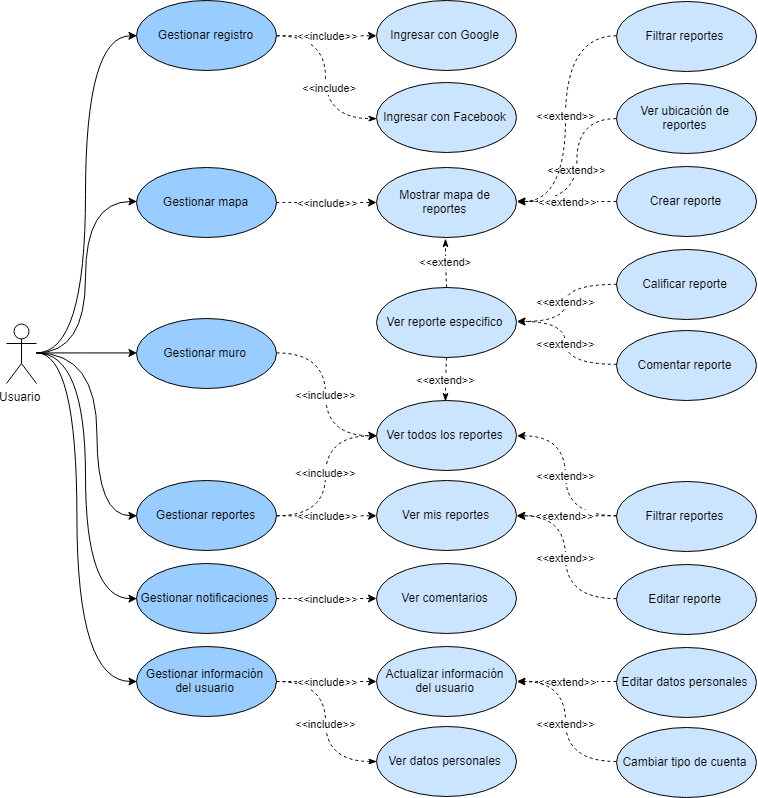 Gestionar registro
<<include>>
Ingresar con Google
Filtrar reportes
<<include>
Ingresar con Facebook
<<extend>>
Ver ubicación de
reportes
<<extend>>
Gestionar mapa
<<include>>
Mostrar mapa de
reportes
<<extend>>
Crear reporte
<<extend>
Calificar reporte
<<extend>>
Ver reporte especifico
<<extend>>
Comentar reporte
Usuario
Gestionar muro
<<extend>>
<<include>>
Ver todos los reportes
<<include>>
<<extend>>
Gestionar reportes
<<include>>
Ver mis reportes
<<extend>>
Filtrar reportes
<<extend>>
Gestionar notificaciones
<<include>>
Ver comentarios
Editar reporte
Gestionar información
del usuario
<<include>>
Actualizar información
del usuario
<<extend>>
Editar datos personales
<<include>>
<<extend>>
Ver datos personales
Cambiar tipo de cuenta